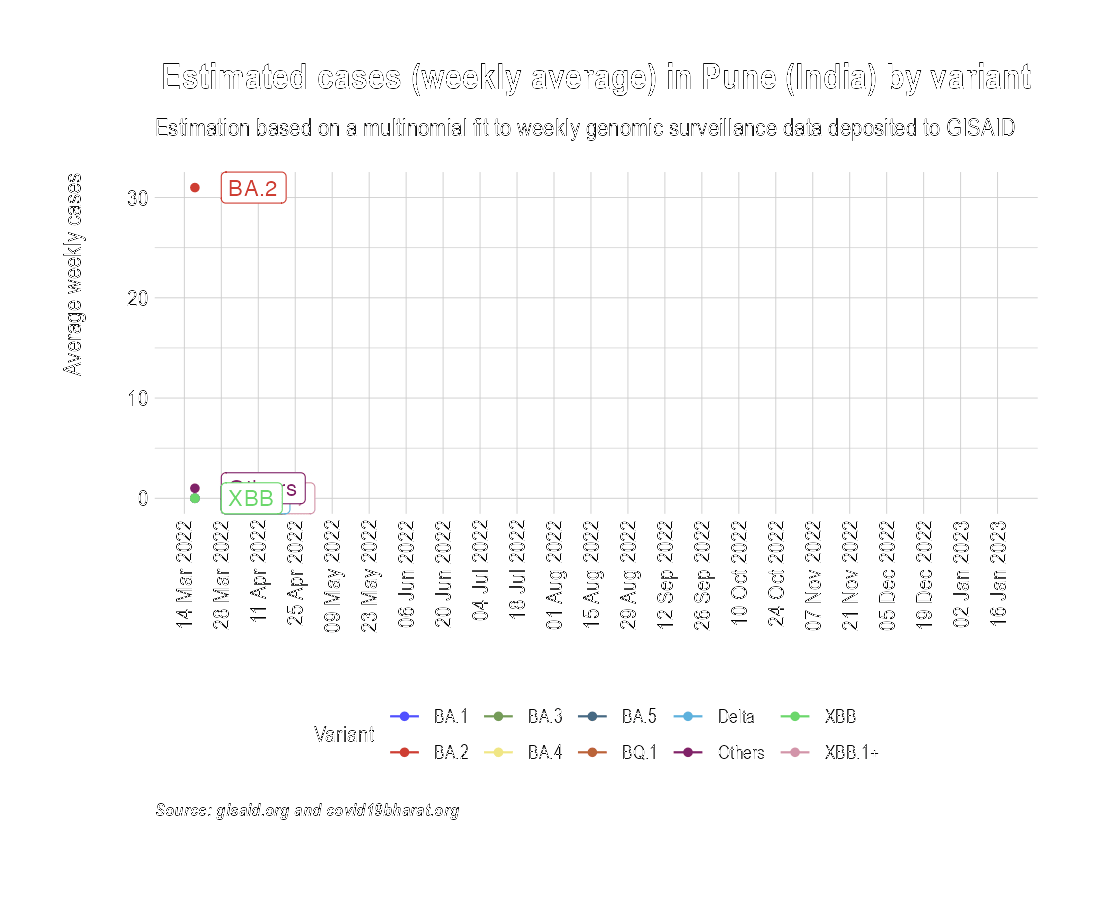 Estimated cases (weekly average) in Pune (India) by variant
Estimation based on a multinomial fit to weekly genomic surveillance data deposited to GISAID
Average weekly cases
30
20
10
0
BA.2
XBB
14 Mar 2022
28 Mar 2022
11 Apr 2022
25 Apr 2022
09 May 2022
23 May 2022
06 Jun 2022
20 Jun 2022
04 Jul 2022
18 Jul 2022
01 Aug 2022
15 Aug 2022
29 Aug 2022
12 Sep 2022
26 Sep 2022
10 Oct 2022
24 Oct 2022
07 Nov 2022
21 Nov 2022
05 Dec 2022
19 Dec 2022
02 Jan 2023
16 Jan 2023
Variant
BA.1 BA.3 BA.5 Delta XBB
BA.2 BA.4 BQ.1 Others XBB.1+
Source: gisaid.org and covid19bharat.org